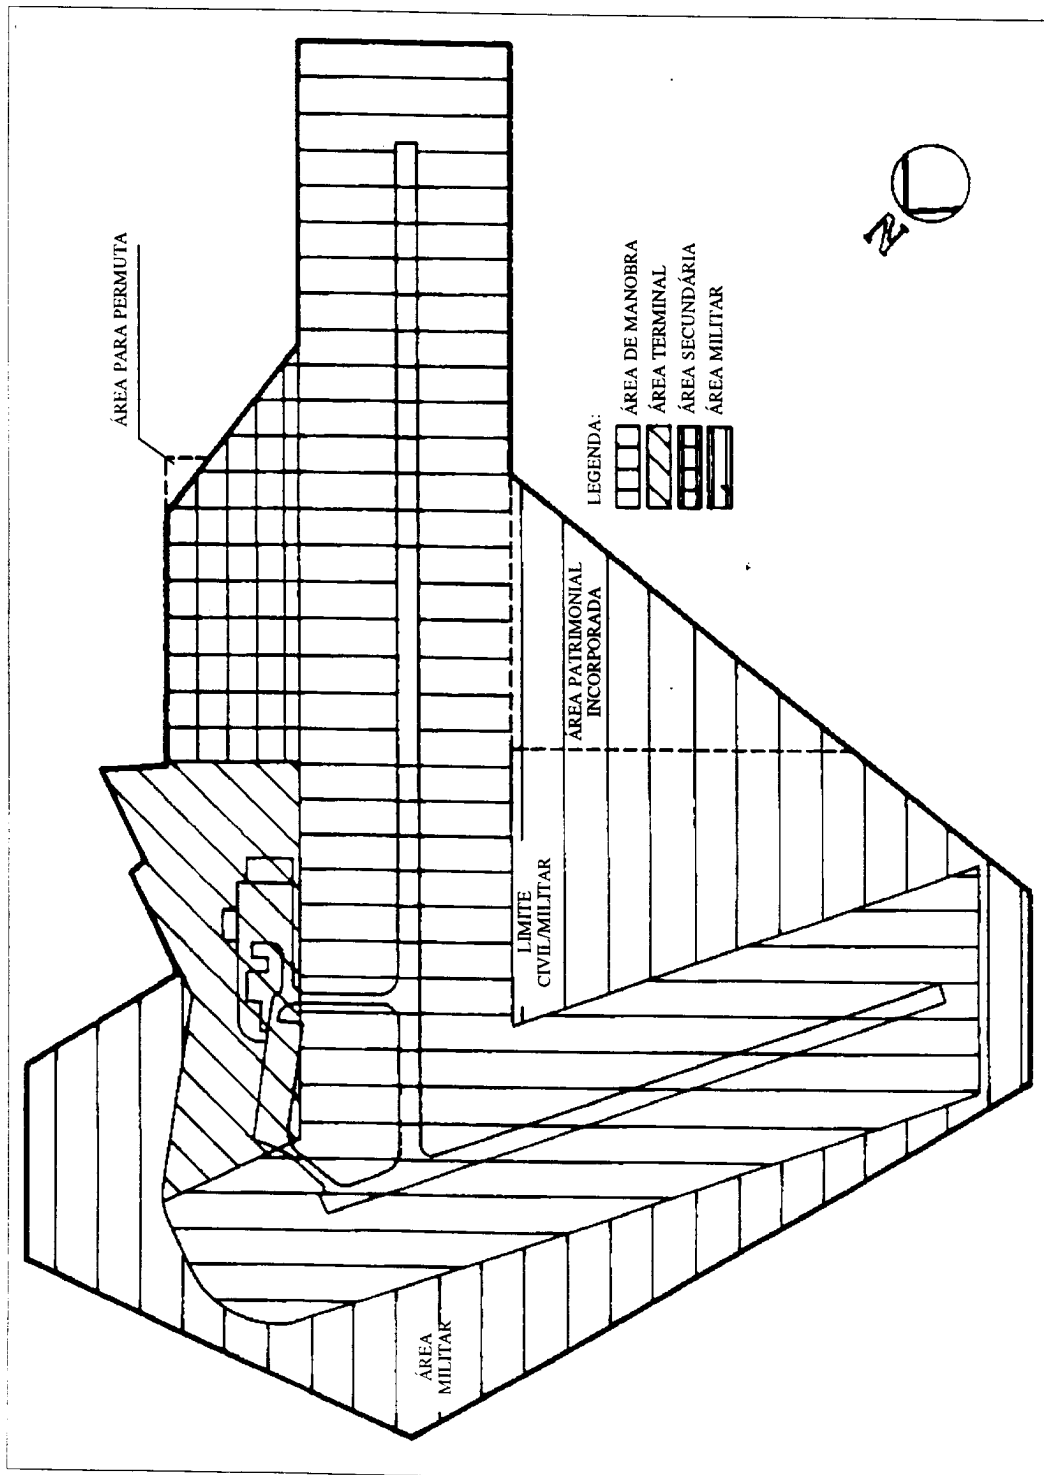 ÁREA PARA PERMUTA
N
LEGENDA:
ÁREA DE MANOBRA
ÁREA TERMINAL
ÁREA SECUNDÁRIA
ÁREA MILITAR
ÁREA PATRIMONIAL
INCORPORADA
LIMITE
CIVIL/MILITAR
ÁREA
MILITAR